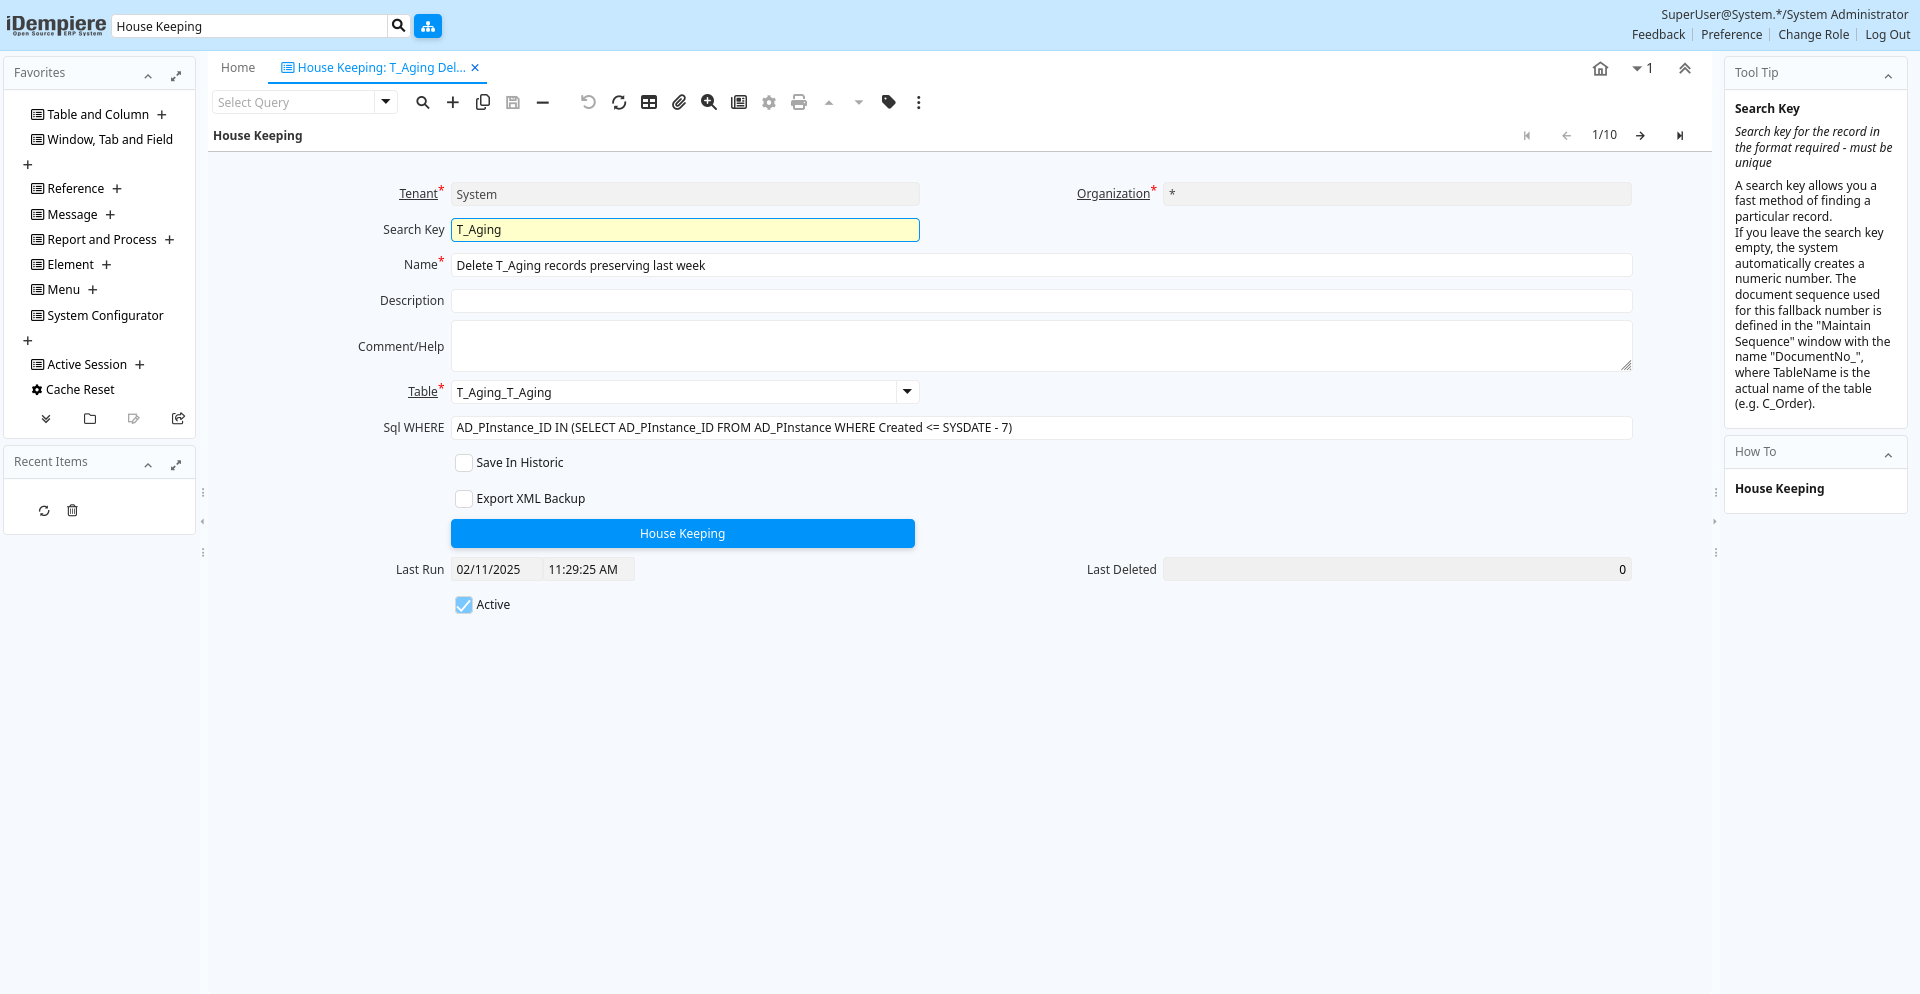 iDempiere
Open Source ERP System
House Keeping
SuperUser@System.*/System Administrator
Feedback
Preference
Change Role
Log Out
Favorites
Table and Column
Window, Tab and Field
Reference
Message
Report and Process
Element
Menu
System Configurator
Active Session
Cache Reset
Recent Items
Home
House Keeping: T_Aging Del...
1
Select Query
House Keeping
1/10
Tenant*
System
Organization*
*
Search Key
T_Aging
Name*
Delete T_Aging records preserving last week
Description
Comment/Help
Table*
T_Aging_T_Aging
Sql WHERE
AD_PInstance_ID IN (SELECT AD_PInstance_ID FROM AD_PInstance WHERE Created <= SYSDATE - 7)
Save In Historic
Export XML Backup
House Keeping
Last Run
02/11/2025
11:29:25 AM
Last Deleted
0
Active
Tool Tip
Search Key
Search key for the record in
the format required - must be
unique
A search key allows you a
fast method of finding a
particular record.
If you leave the search key
empty, the system
automatically creates a
numeric number. The
document sequence used
for this fallback number is
defined in the "Maintain
Sequence" window with the
name "DocumentNo_",
where TableName is the
actual name of the table
(e.g. C_Order).
How To
House Keeping